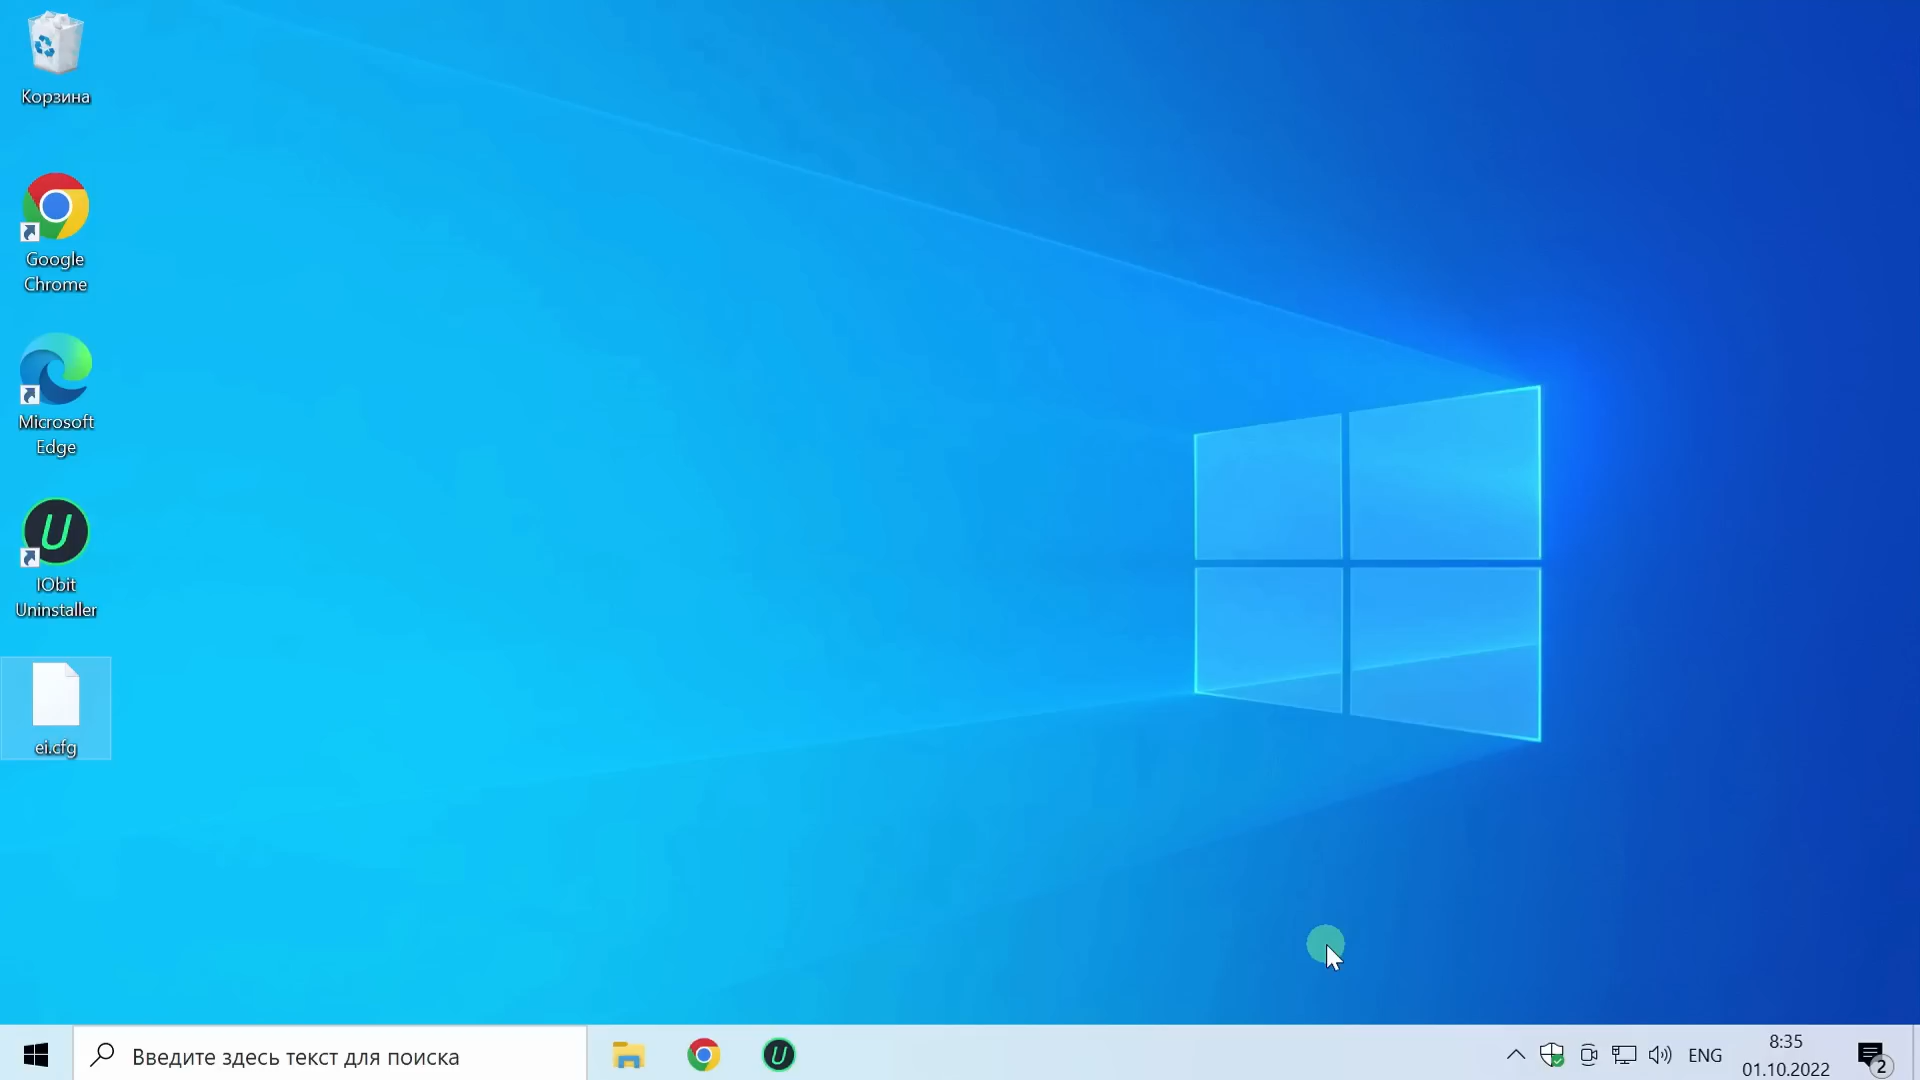 Корзина
Google
Chrome
Microsoft
Edge
IObit
Uninstaller
ei.cfg
Введите здесь текст для поиска
ENG
8:35
01.10.2022
2